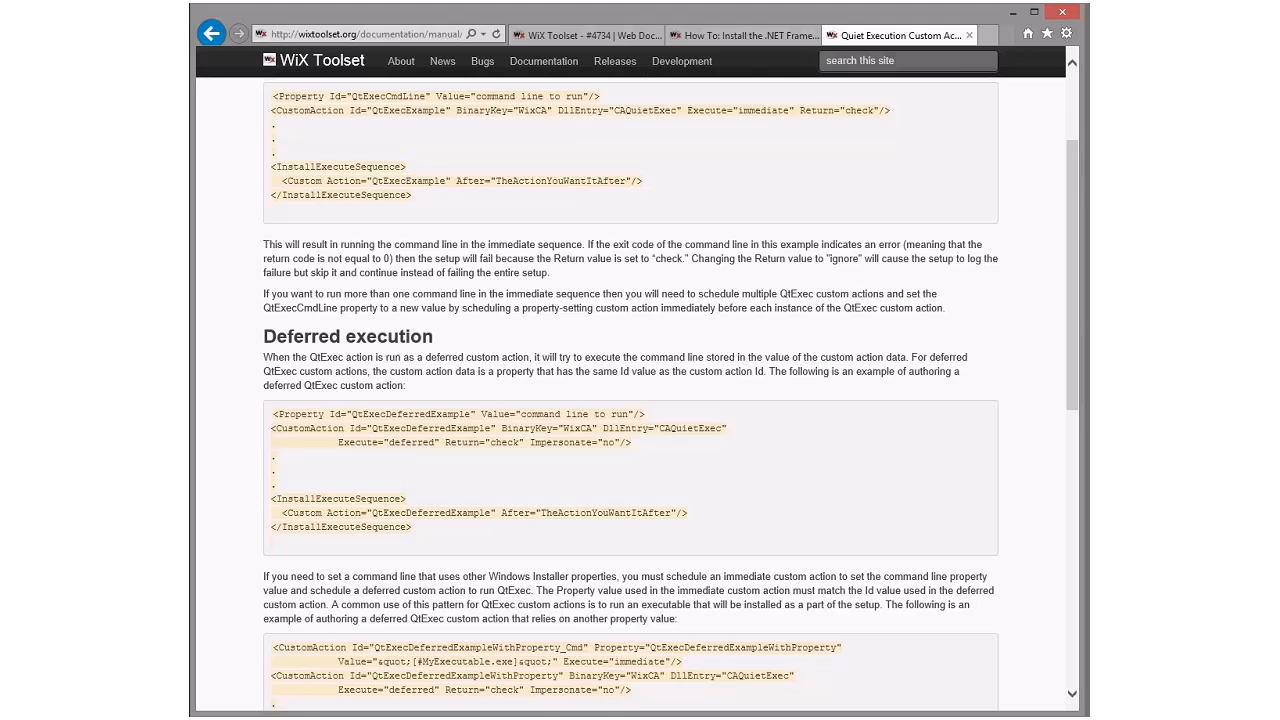 http://wixtoolset.org/documentation/manual/
WiX Toolset - #4734 | Web Doc...
How To: Install the .NET Frame...
Quiet Execution Custom Ac...
WiX Toolset
About
News
Bugs
Documentation
Releases
Development
search this site
<Property Id="QtExecCmdLine" Value="command line to run"/>
<CustomAction Id="QtExecExample" BinaryKey="WixCA" DllEntry="CAQuietExec" Execute="immediate" Return="check"/>
.
.
.
<InstallExecuteSequence>
<Custom Action="QtExecExample" After="TheActionYouWantItAfter"/>
</InstallExecuteSequence>
This will result in running the command line in the immediate sequence. If the exit code of the command line in this example indicates an error (meaning that the
return code is not equal to 0) then the setup will fail because the Return value is set to “check.” Changing the Return value to "ignore" will cause the setup to log the
failure but skip it and continue instead of failing the entire setup.
If you want to run more than one command line in the immediate sequence then you will need to schedule multiple QtExec custom actions and set the
QtExecCmdLine property to a new value by scheduling a property-setting custom action immediately before each instance of the QtExec custom action.
Deferred execution
When the QtExec action is run as a deferred custom action, it will try to execute the command line stored in the value of the custom action data. For deferred
QtExec custom actions, the custom action data is a property that has the same Id value as the custom action Id. The following is an example of authoring a
deferred QtExec custom action:
<Property Id="QtExecDeferredExample" Value="command line to run"/>
<CustomAction Id="QtExecDeferredExample" BinaryKey="WixCA" DllEntry="CAQuietExec"
Execute="deferred" Return="check" Impersonate="no"/>
.
.
.
<InstallExecuteSequence>
<Custom Action="QtExecDeferredExample" After="TheActionYouWantItAfter"/>
</InstallExecuteSequence>
If you need to set a command line that uses other Windows Installer properties, you must schedule an immediate custom action to set the command line property
value and schedule a deferred custom action to run QtExec. The Property value used in the immediate custom action must match the Id value used in the deferred
custom action. A common use of this pattern for QtExec custom actions is to run an executable that will be installed as a part of the setup. The following is an
example of authoring a deferred QtExec custom action that relies on another property value:
<CustomAction Id="QtExecDeferredExampleWithProperty_Cmd" Property="QtExecDeferredExampleWithProperty"
Value="&quot;[#MyExecutable.exe]&quot;" Execute="immediate"/>
<CustomAction Id="QtExecDeferredExampleWithProperty" BinaryKey="WixCA" DllEntry="CAQuietExec"
Execute="deferred" Return="check" Impersonate="no"/>
.